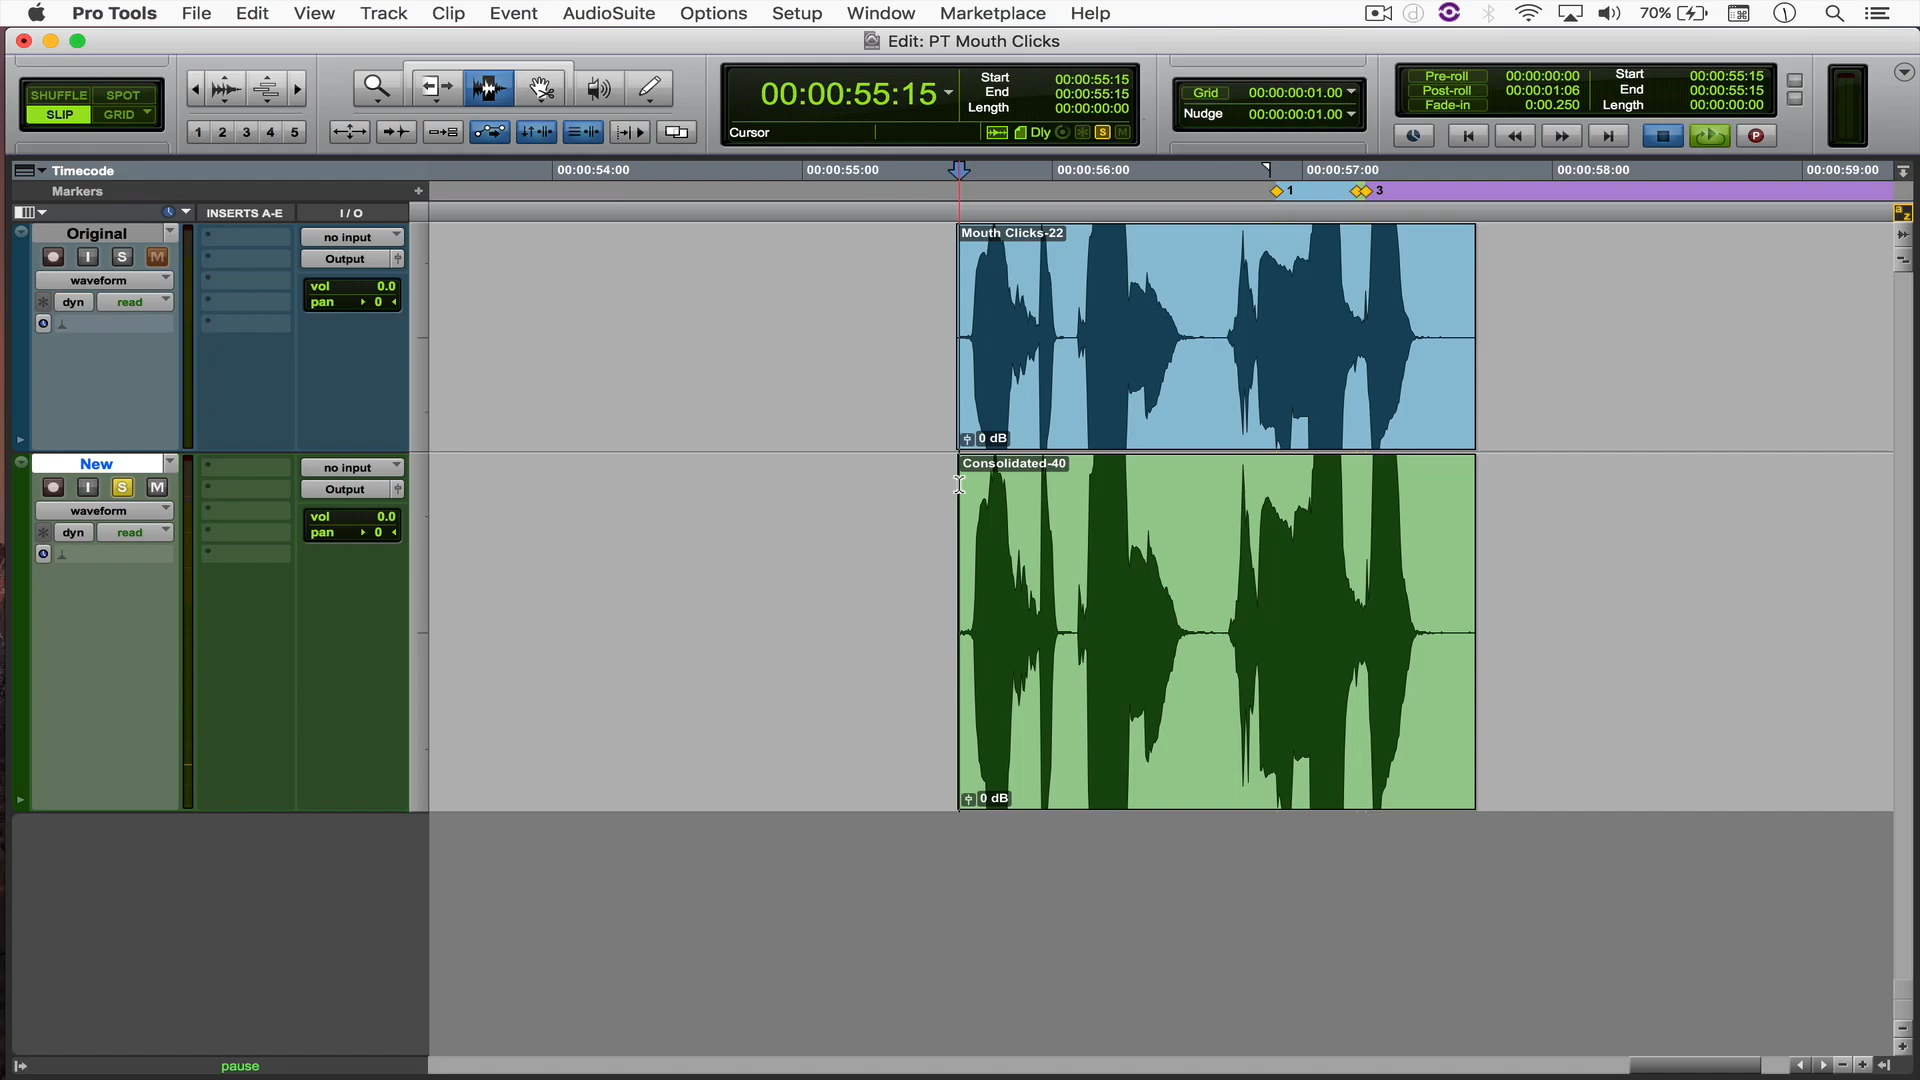 Pro Tools File Edit View Track Clip Event AudioSuite Options Setup Window Marketplace Help 70%
Edit: PT Mouth Clicks
SHUFFLE SPOT
SLIP GRID
1 2 3 4 5
00:00:55:15
Start 00:00:55:15
End 00:00:55:15
Length 00:00:00:00
Cursor Dly S M
Grid 00:00:00:01.00
Nudge 00:00:00:01.00
Pre-roll 00:00:00:00 Start 00:00:55:15
Post-roll 00:00:01:06 End 00:00:55:15
Fade-in 0:00.250 Length 00:00:00:00
P
Timecode 00:00:54:00 00:00:55:00 00:00:56:00 00:00:57:00 00:00:58:00 00:00:59:00
Markers + 1 3
INSERTS A-E I / O
a z
Original no input Mouth Clicks-22
I S M Output
waveform vol 0.0
dyn read pan 0
0 dB
New no input Consolidated-40
I S M Output
waveform vol 0.0
dyn read pan 0
0 dB
pause